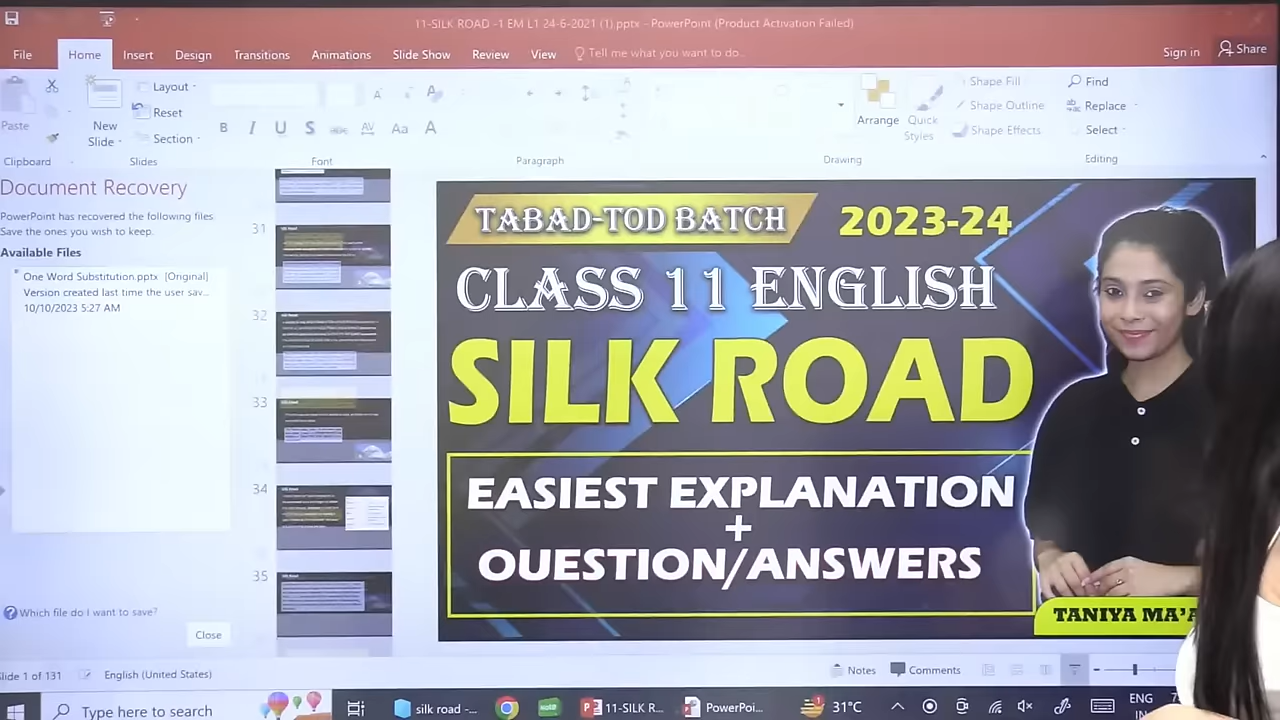 11-SILK ROAD -1 EM L1 24-6-2021 (1).pptx - PowerPoint (Product Activation Failed)
File Home Insert Design Transitions Animations Slide Show Review View Tell me what you want to do.. Sign in Share
Paste
New Slide
Layout
Reset
Section
B I U S abc AV Aa A
Arrange
Quick Styles
Shape Fill
Shape Outline
Shape Effects
Find
Replace
Select
Clipboard Slides Font Paragraph Drawing Editing
Document Recovery
PowerPoint has recovered the following files
Save the ones you wish to keep.
Available Files
One Word Substitution.pptx [Original]
Version created last time the user sav...
10/10/2023 5:27 AM
Which file do I want to save?
Close
31
32
33
34
35
TABAD-TOD BATCH 2023-24
CLASS 11 ENGLISH
SILK ROAD
EASIEST EXPLANATION
+
OUESTION/ANSWERS
TANIYA MA'A
Slide 1 of 131 English (United States) Notes Comments
Type here to search silk road -... 11-SILK R... PowerPoi... 31°C ENG